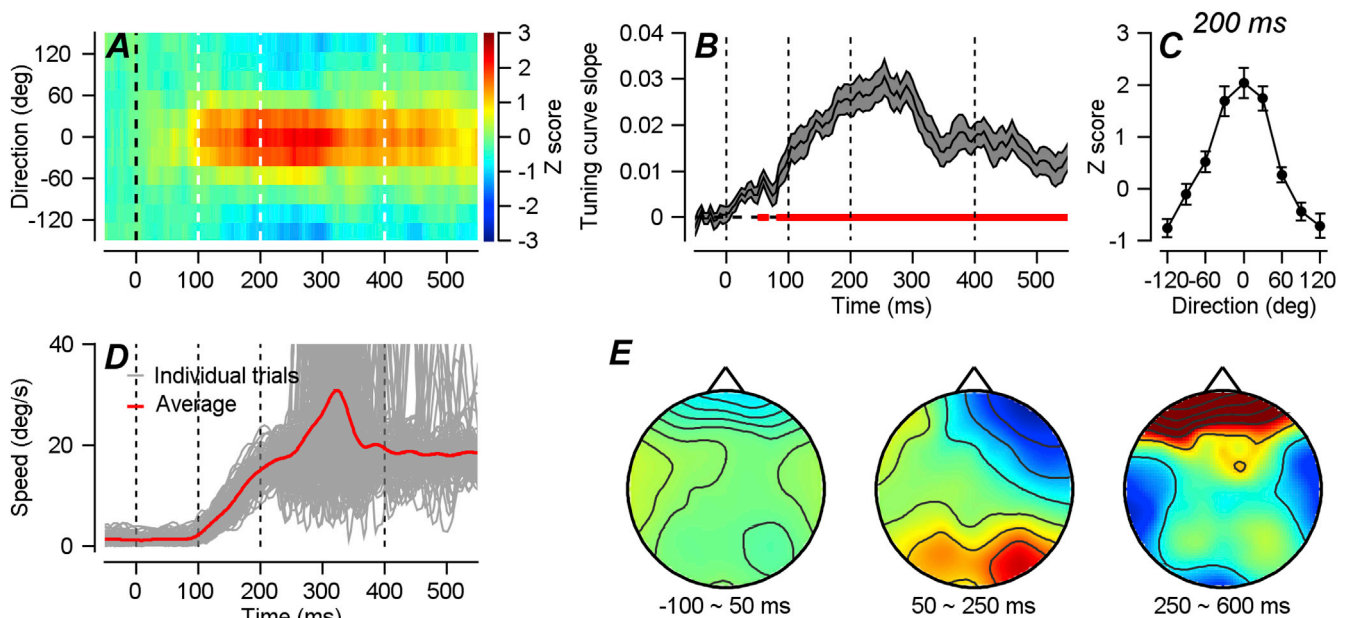 A
Direction (deg)
120
60
0
-60
-120
0 100 200 300 400 500
3
2
1
0
-1
-2
-3
Z score
B
Tuning curve slope
0.04
0.03
0.02
0.01
0
0 100 200 300 400 500
Time (ms)
C
200 ms
Z score
3
2
1
0
-1
-120 -60 0 60 120
Direction (deg)
D
Individual trials
Average
Speed (deg/s)
40
20
0
0 100 200 300 400 500
Time (ms)
E
-100 ~ 50 ms
50 ~ 250 ms
250 ~ 600 ms